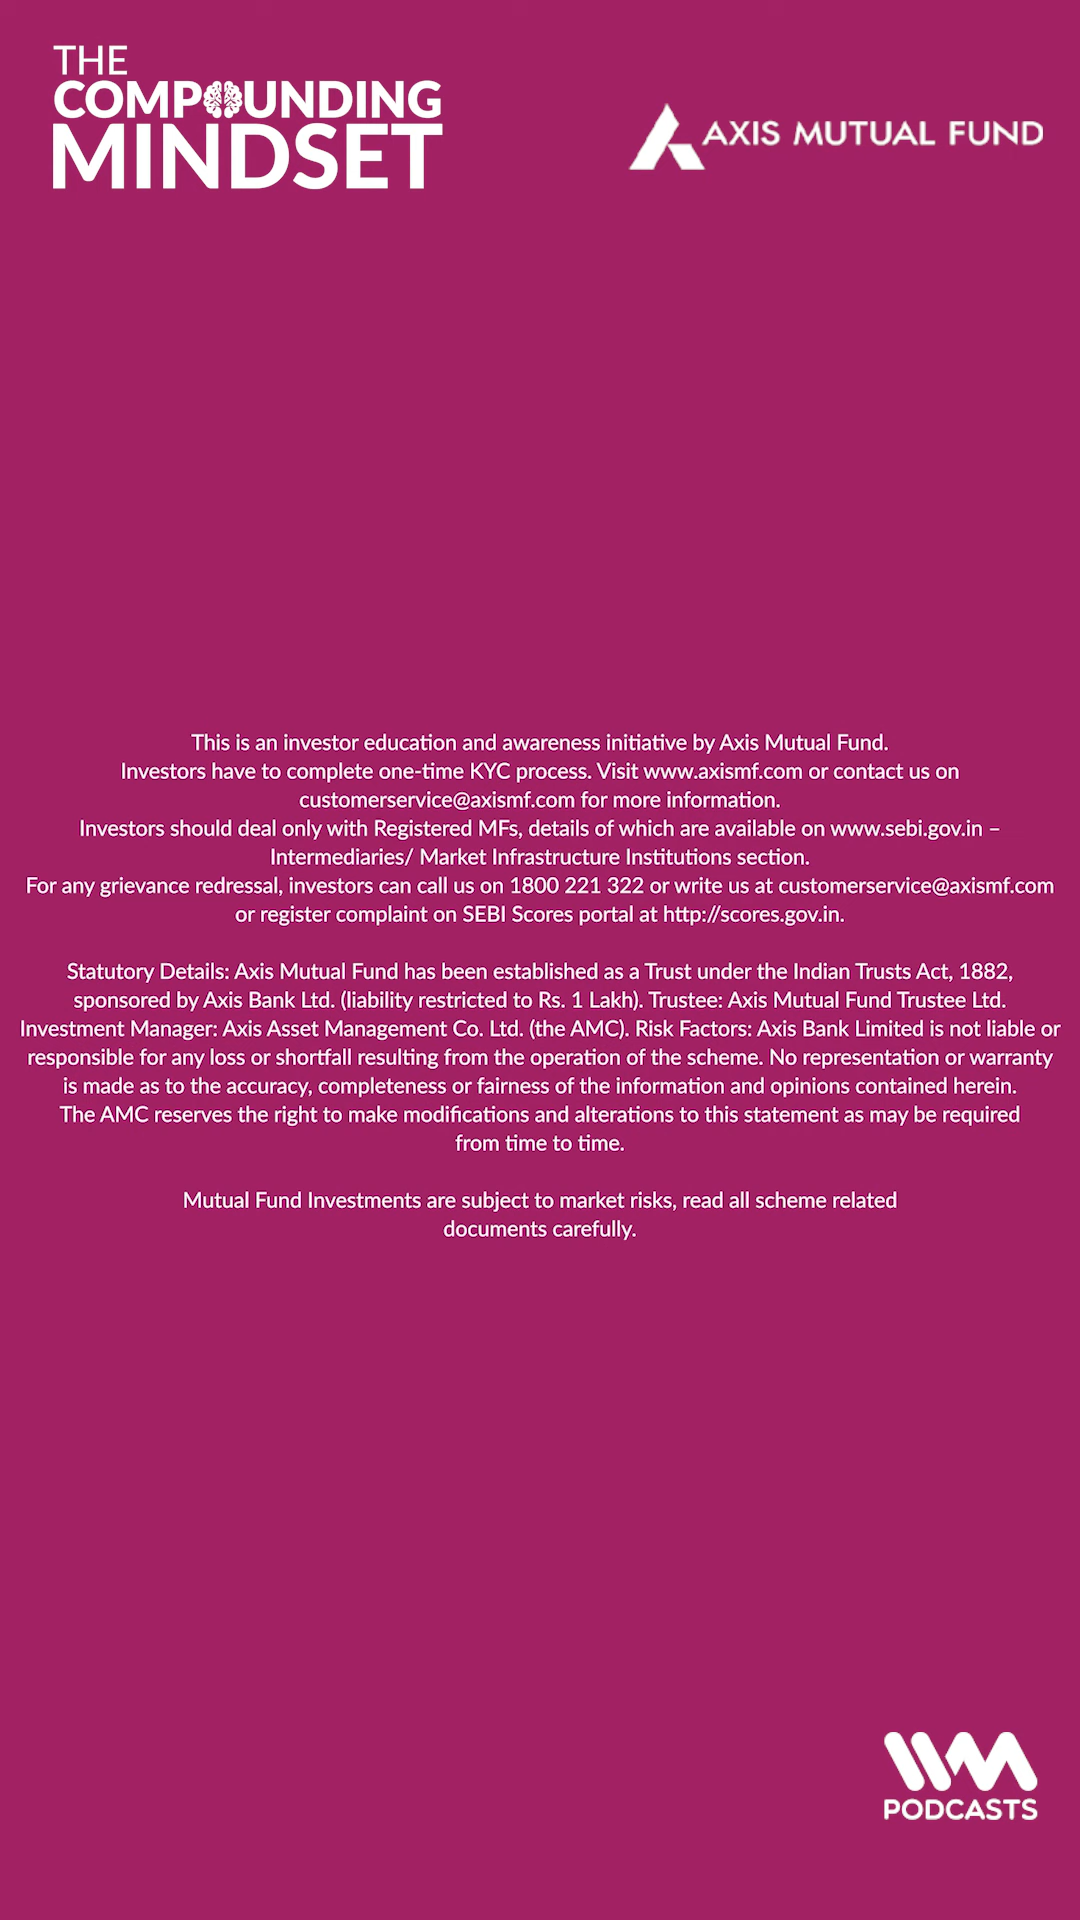 THE
COMPOUNDING
MINDSET
AXIS MUTUAL FUND
This is an investor education and awareness initiative by Axis Mutual Fund.
Investors have to complete one-time KYC process. Visit www.axismf.com or contact us on
customerservice@axismf.com for more information.
Investors should deal only with Registered MFs, details of which are available on www.sebi.gov.in –
Intermediaries/ Market Infrastructure Institutions section.
For any grievance redressal, investors can call us on 1800 221 322 or write us at customerservice@axismf.com
or register complaint on SEBI Scores portal at http://scores.gov.in.
Statutory Details: Axis Mutual Fund has been established as a Trust under the Indian Trusts Act, 1882,
sponsored by Axis Bank Ltd. (liability restricted to Rs. 1 Lakh). Trustee: Axis Mutual Fund Trustee Ltd.
Investment Manager: Axis Asset Management Co. Ltd. (the AMC). Risk Factors: Axis Bank Limited is not liable or
responsible for any loss or shortfall resulting from the operation of the scheme. No representation or warranty
is made as to the accuracy, completeness or fairness of the information and opinions contained herein.
The AMC reserves the right to make modifications and alterations to this statement as may be required
from time to time.
Mutual Fund Investments are subject to market risks, read all scheme related
documents carefully.
IVM
PODCASTS